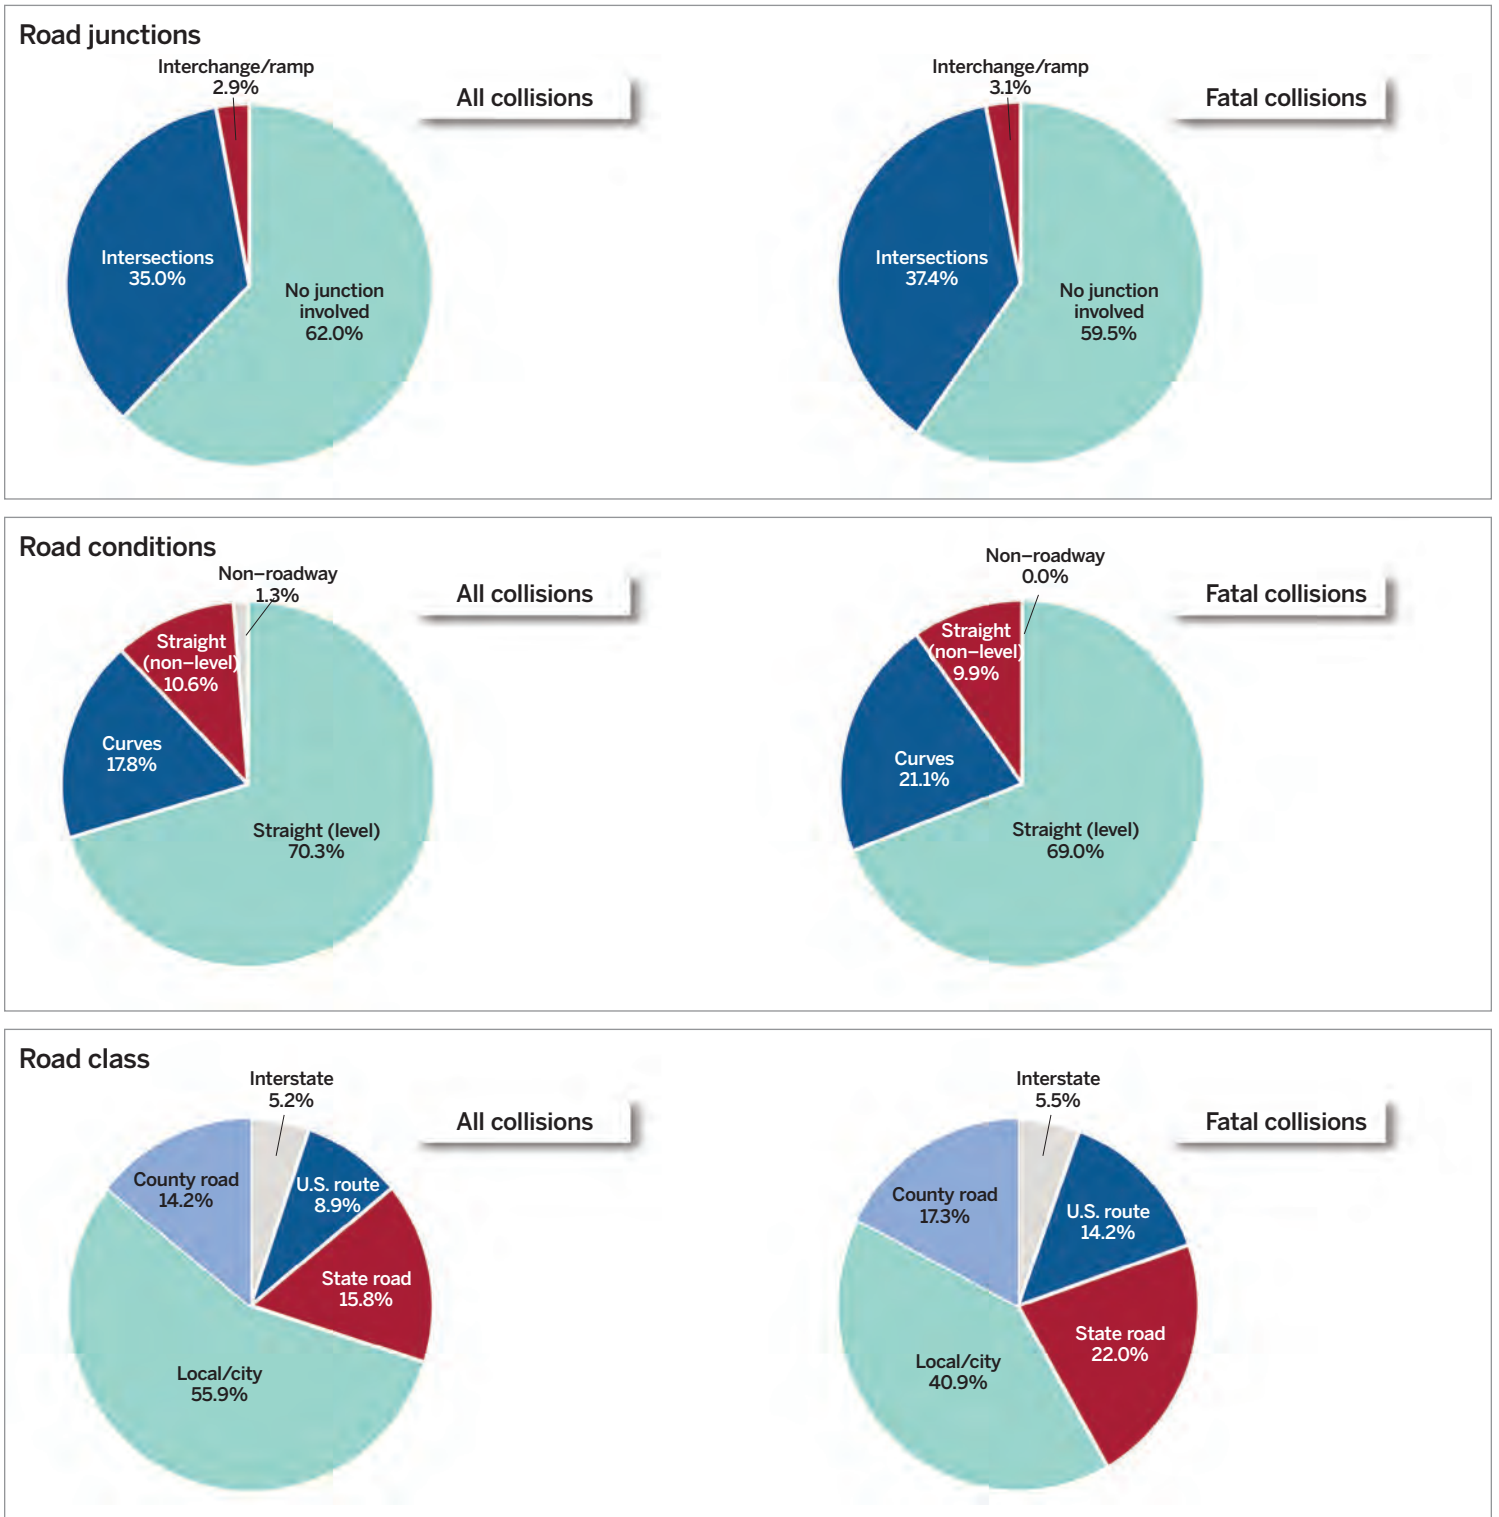 Road junctions
Interchange/ramp
2.9%
All collisions
Intersections
35.0%
No junction
involved
62.0%
Interchange/ramp
3.1%
Fatal collisions
Intersections
37.4%
No junction
involved
59.5%
Road conditions
Non–roadway
1.3%
All collisions
Straight
(non–level)
10.6%
Curves
17.8%
Straight (level)
70.3%
Non–roadway
0.0%
Fatal collisions
Straight
(non–level)
9.9%
Curves
21.1%
Straight (level)
69.0%
Road class
Interstate
5.2%
All collisions
County road
14.2%
U.S. route
8.9%
State road
15.8%
Local/city
55.9%
Interstate
5.5%
Fatal collisions
County road
17.3%
U.S. route
14.2%
State road
22.0%
Local/city
40.9%